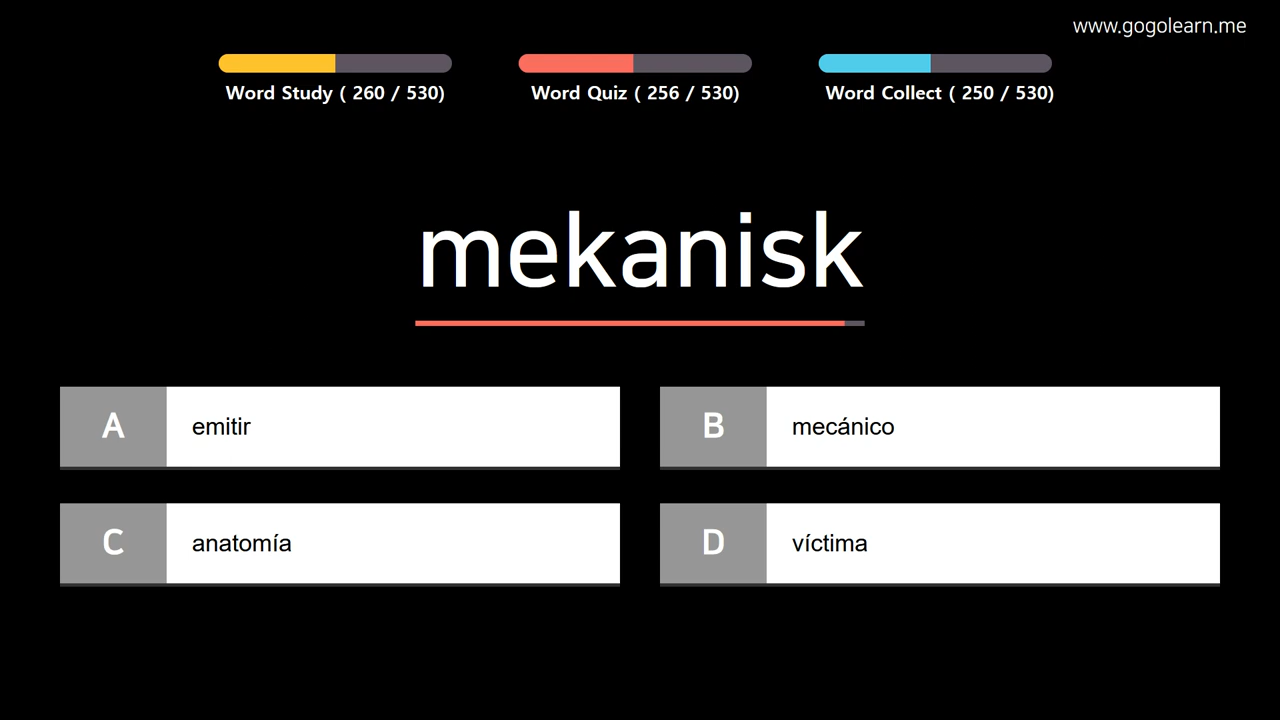 www.gogolearn.me
Word Study ( 260 / 530)
Word Quiz ( 256 / 530)
Word Collect ( 250 / 530)
mekanisk
A
emitir
B
mecánico
C
anatomía
D
víctima